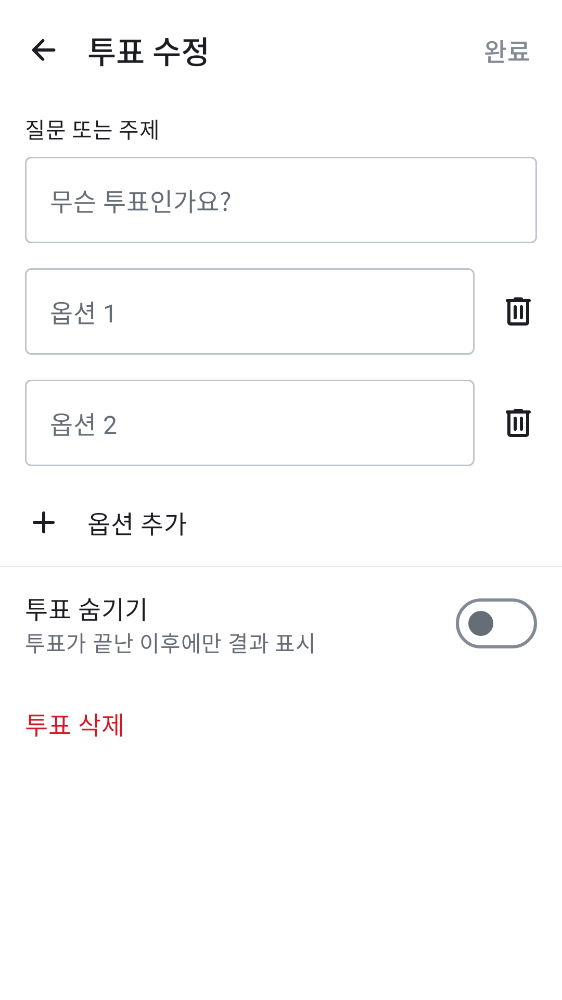 투표 수정
완료
질문 또는 주제
무슨 투표인가요?
옵션 1
옵션 2
옵션 추가
투표 숨기기
투표가 끝난 이후에만 결과 표시
투표 삭제